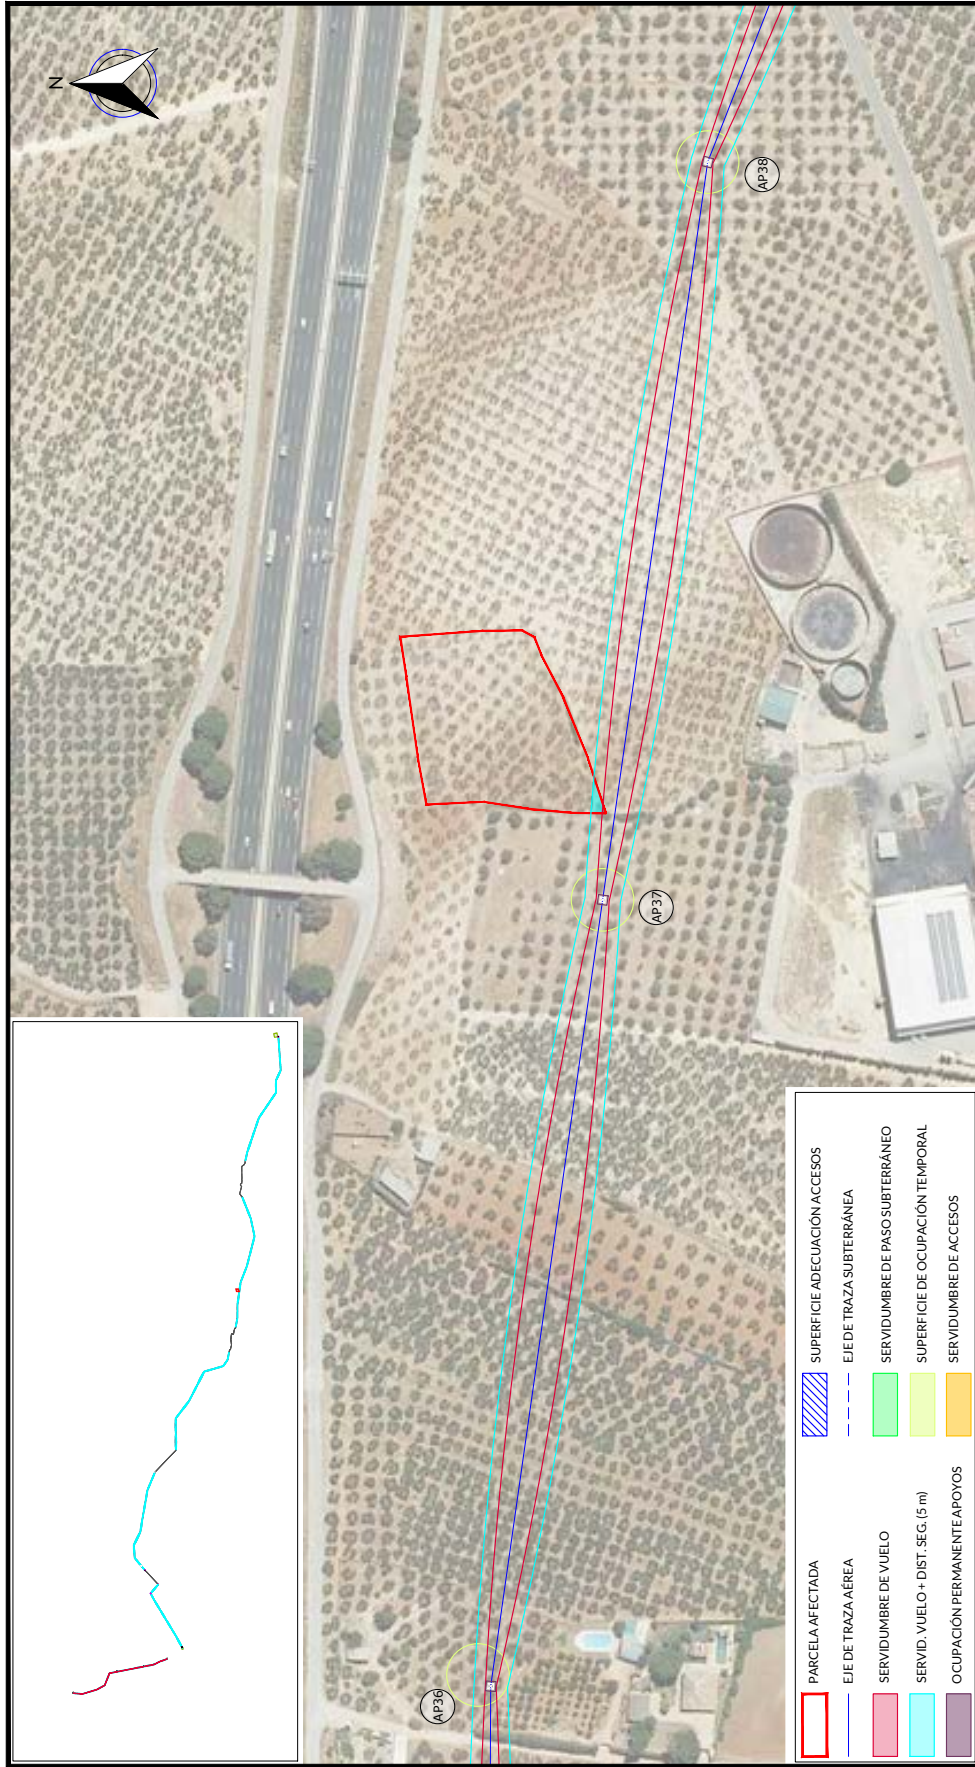 N
AP38
AP37
AP36
PARCELA AFECTADA
EJE DE TRAZA AÉREA
SERVIDUMBRE DE VUELO
SERVID. VUELO + DIST. SEG. (5 m)
OCUPACIÓN PERMANENTE APOYOS
SUPERFICIE ADECUACIÓN ACCESOS
EJE DE TRAZA SUBTERRÁNEA
SERVIDUMBRE DE PASO SUBTERRÁNEO
SUPERFICIE DE OCUPACIÓN TEMPORAL
SERVIDUMBRE DE ACCESOS